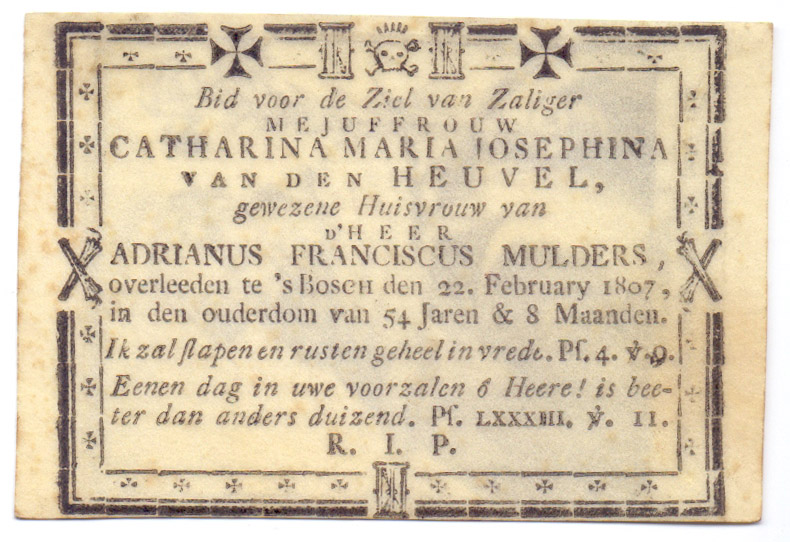 Bid voor de Ziel van Zaliger
MEJUFFROUW
CATHARINA MARIA JOSEPHINA
VAN DEN HEUVEL,
gewezene Huisvrouw van
D'HEER
ADRIANUS FRANCISCUS MULDERS,
overleeden te 's BOSCH den 22. February 1807,
in den ouderdom van 54 Jaren & 8 Maanden.
Ik zal ſlapen en rusten geheel in vrede. Pſ. 4. ℣. 9.
Eenen dag in uwe voorzalen ô Heere! is bee-
ter dan anders duizend. Pſ. LXXXIII. ℣. 11.
R. I. P.